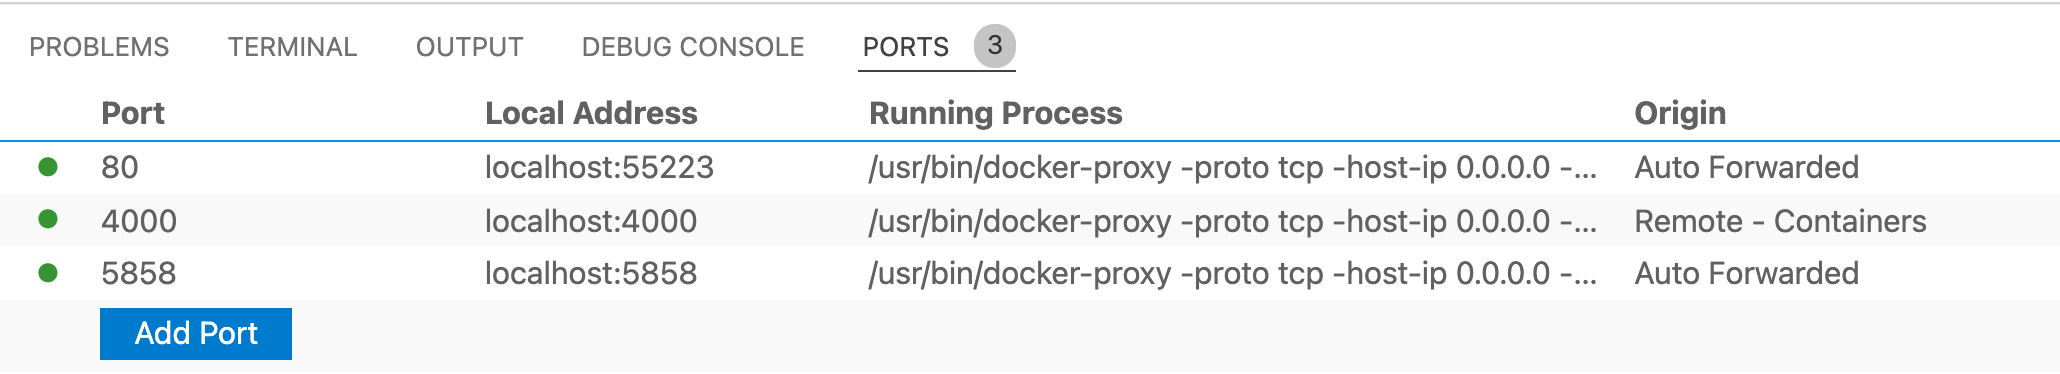 PROBLEMS TERMINAL OUTPUT DEBUG CONSOLE PORTS 3
Port Local Address Running Process Origin
80 localhost:55223 /usr/bin/docker-proxy -proto tcp -host-ip 0.0.0.0 -... Auto Forwarded
4000 localhost:4000 /usr/bin/docker-proxy -proto tcp -host-ip 0.0.0.0 -... Remote - Containers
5858 localhost:5858 /usr/bin/docker-proxy -proto tcp -host-ip 0.0.0.0 -... Auto Forwarded
Add Port